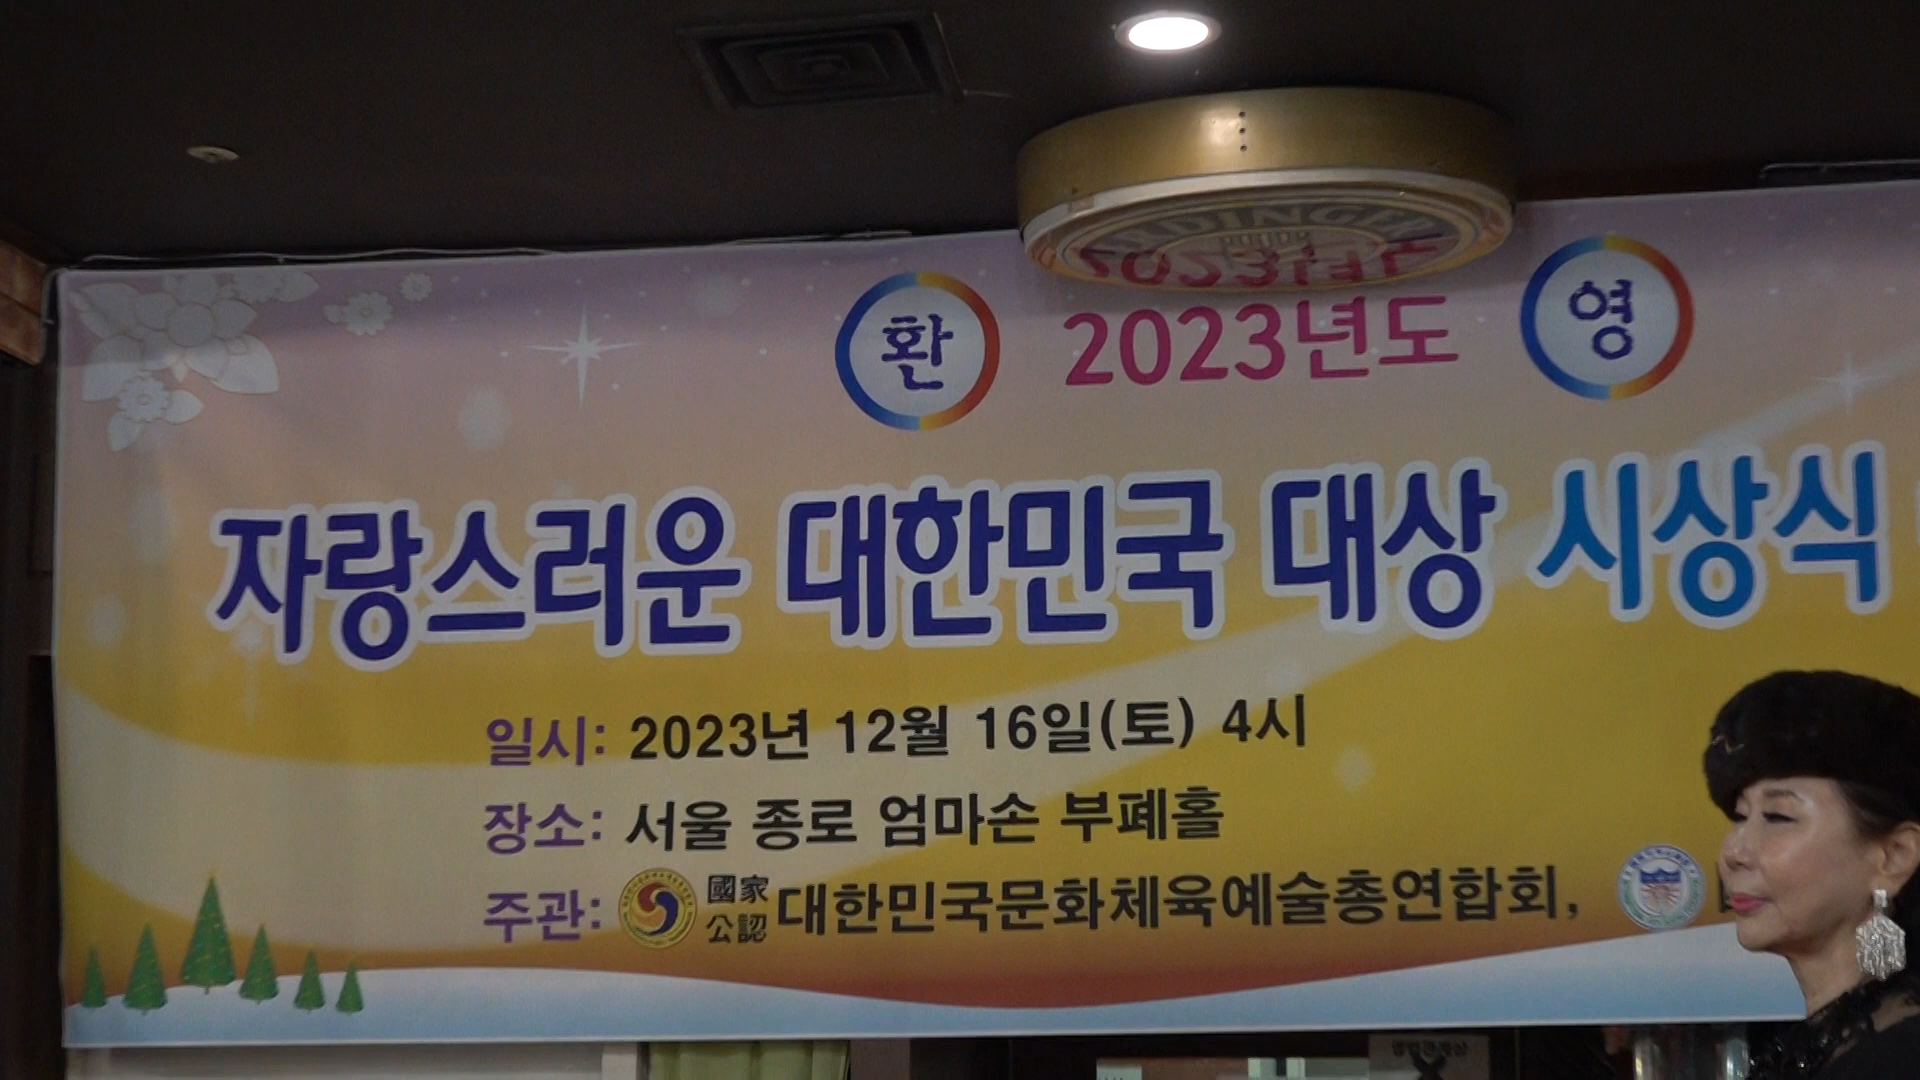 환 2023년도 영
자랑스러운 대한민국 대상 시상식
일시: 2023년 12월 16일(토) 4시
장소: 서울 종로 엄마손 부폐홀
주관: 國家公認 대한민국문화체육예술총연합회,